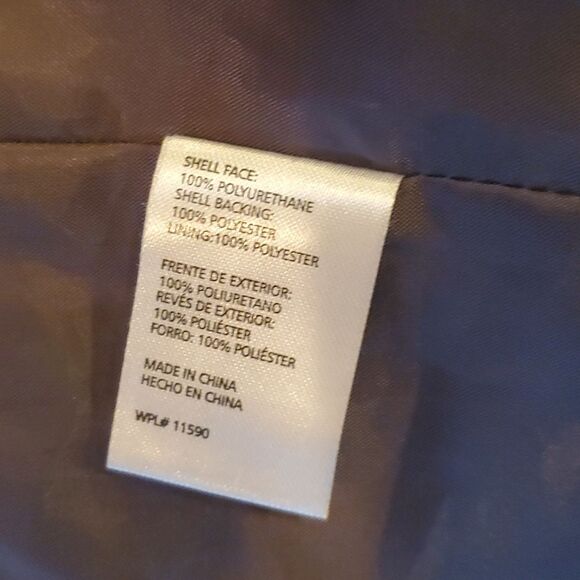 SHELL FACE:
100% POLYURETHANE
SHELL BACKING:
100% POLYESTER
LINING:100% POLYESTER
FRENTE DE EXTERIOR:
100% POLIURETANO
REVÉS DE EXTERIOR:
100% POLIÉSTER
FORRO: 100% POLIÉSTER
MADE IN CHINA
HECHO EN CHINA
WPL# 11590